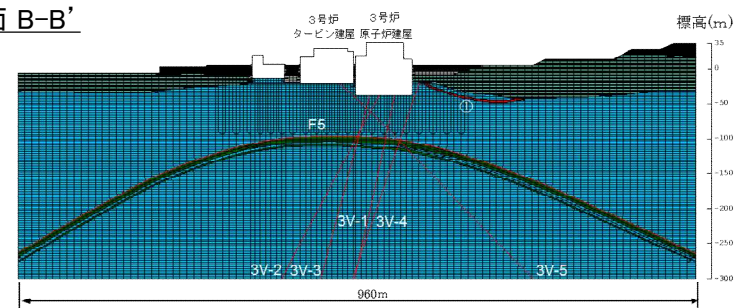 面 B-B’
3号炉
タービン建屋
3号炉
原子炉建屋
標高(m)
35
0
-50
-100
-150
-200
-250
-300
①
F5
3V-1
3V-4
3V-2
3V-3
3V-5
960m